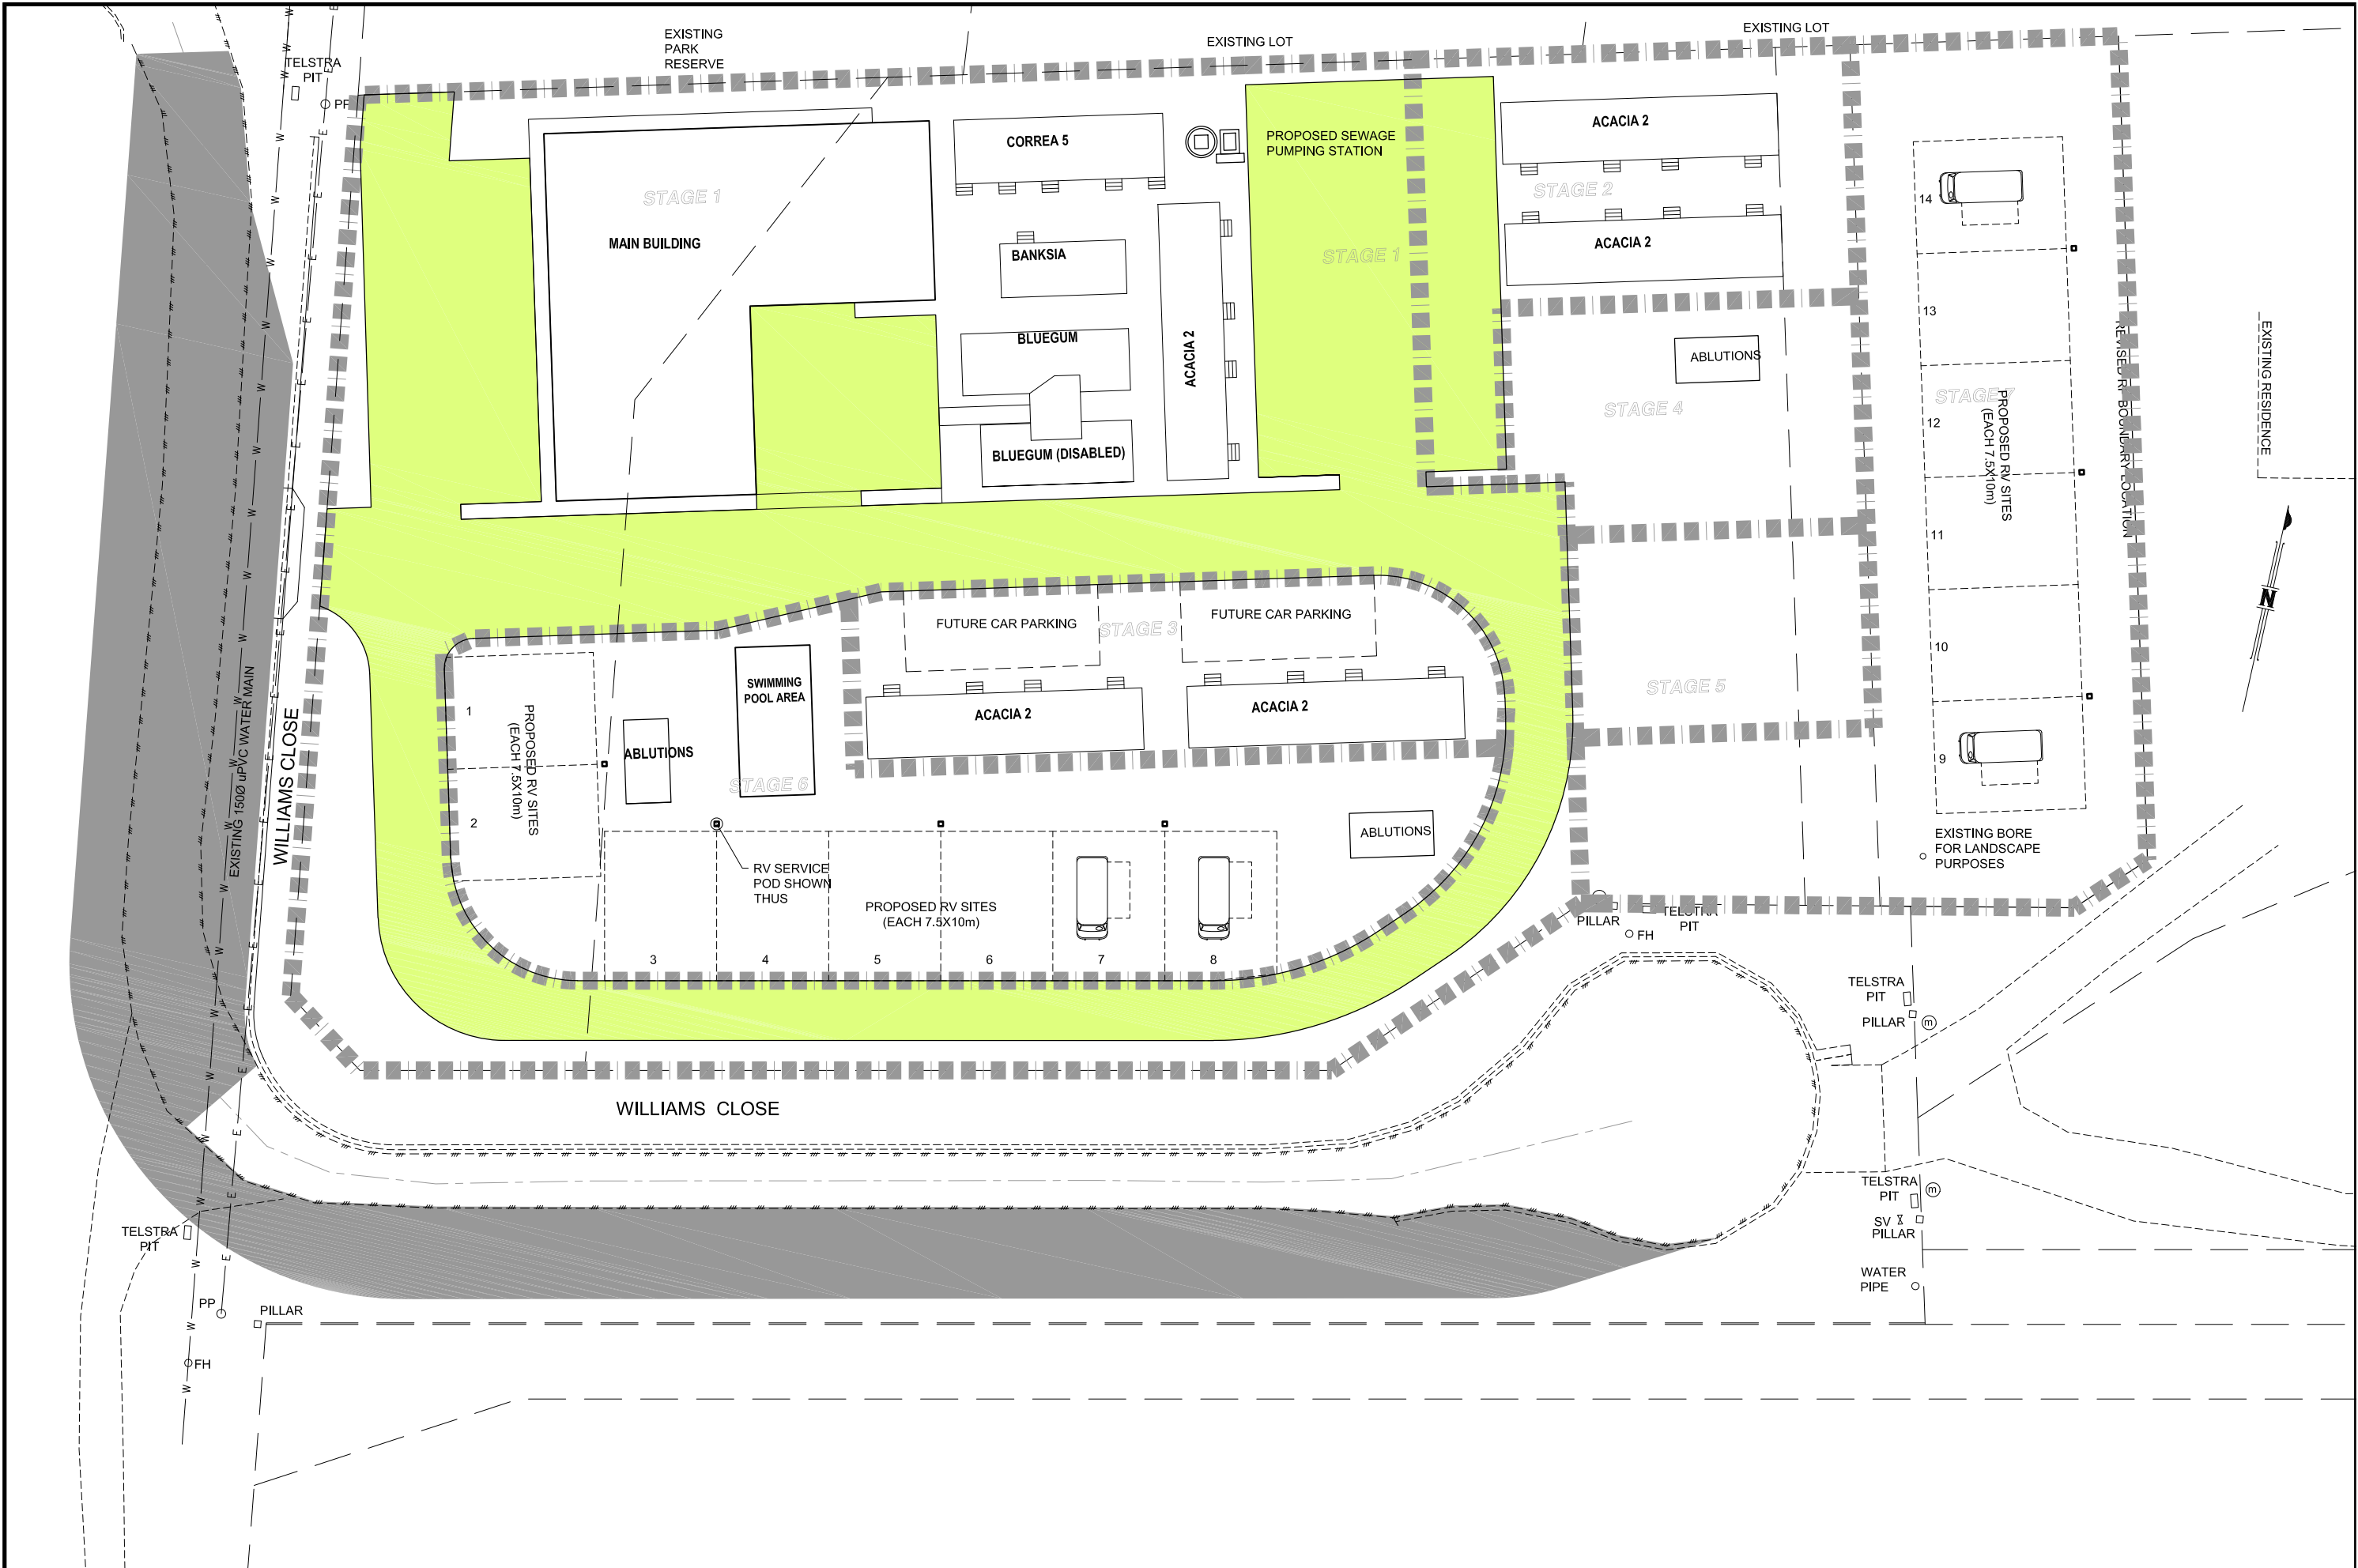 EXISTING
PARK
RESERVE
EXISTING LOT
EXISTING LOT
TELSTRA
PIT
STAGE 1
MAIN BUILDING
CORREA 5
BANKSIA
BLUEGUM
BLUEGUM (DISABLED)
ACACIA 2
PROPOSED SEWAGE
PUMPING STATION
STAGE 1
ACACIA 2
STAGE 2
ACACIA 2
ABLUTIONS
STAGE 4
STAGE 5
14
13
12
11
10
9
STAGE 7
PROPOSED RV SITES
(EACH 7.5X10m)
BOUNDARY LOCATION
EXISTING RESIDENCE
N
EXISTING BORE
FOR LANDSCAPE
PURPOSES
FUTURE CAR PARKING
STAGE 3
FUTURE CAR PARKING
ACACIA 2
ACACIA 2
SWIMMING
POOL AREA
ABLUTIONS
STAGE 6
1
2
PROPOSED RV SITES
(EACH 7.5X10m)
RV SERVICE
POD SHOWN
THUS
PROPOSED RV SITES
(EACH 7.5X10m)
3
4
5
6
7
8
ABLUTIONS
EXISTING 150Ø uPVC WATER MAIN
WILLIAMS CLOSE
WILLIAMS CLOSE
PILLAR
TELSTRA
PIT
FH
TELSTRA
PIT
PILLAR
m
TELSTRA
PIT
m
SV
PILLAR
WATER
PIPE
TELSTRA
PIT
PP
PILLAR
FH